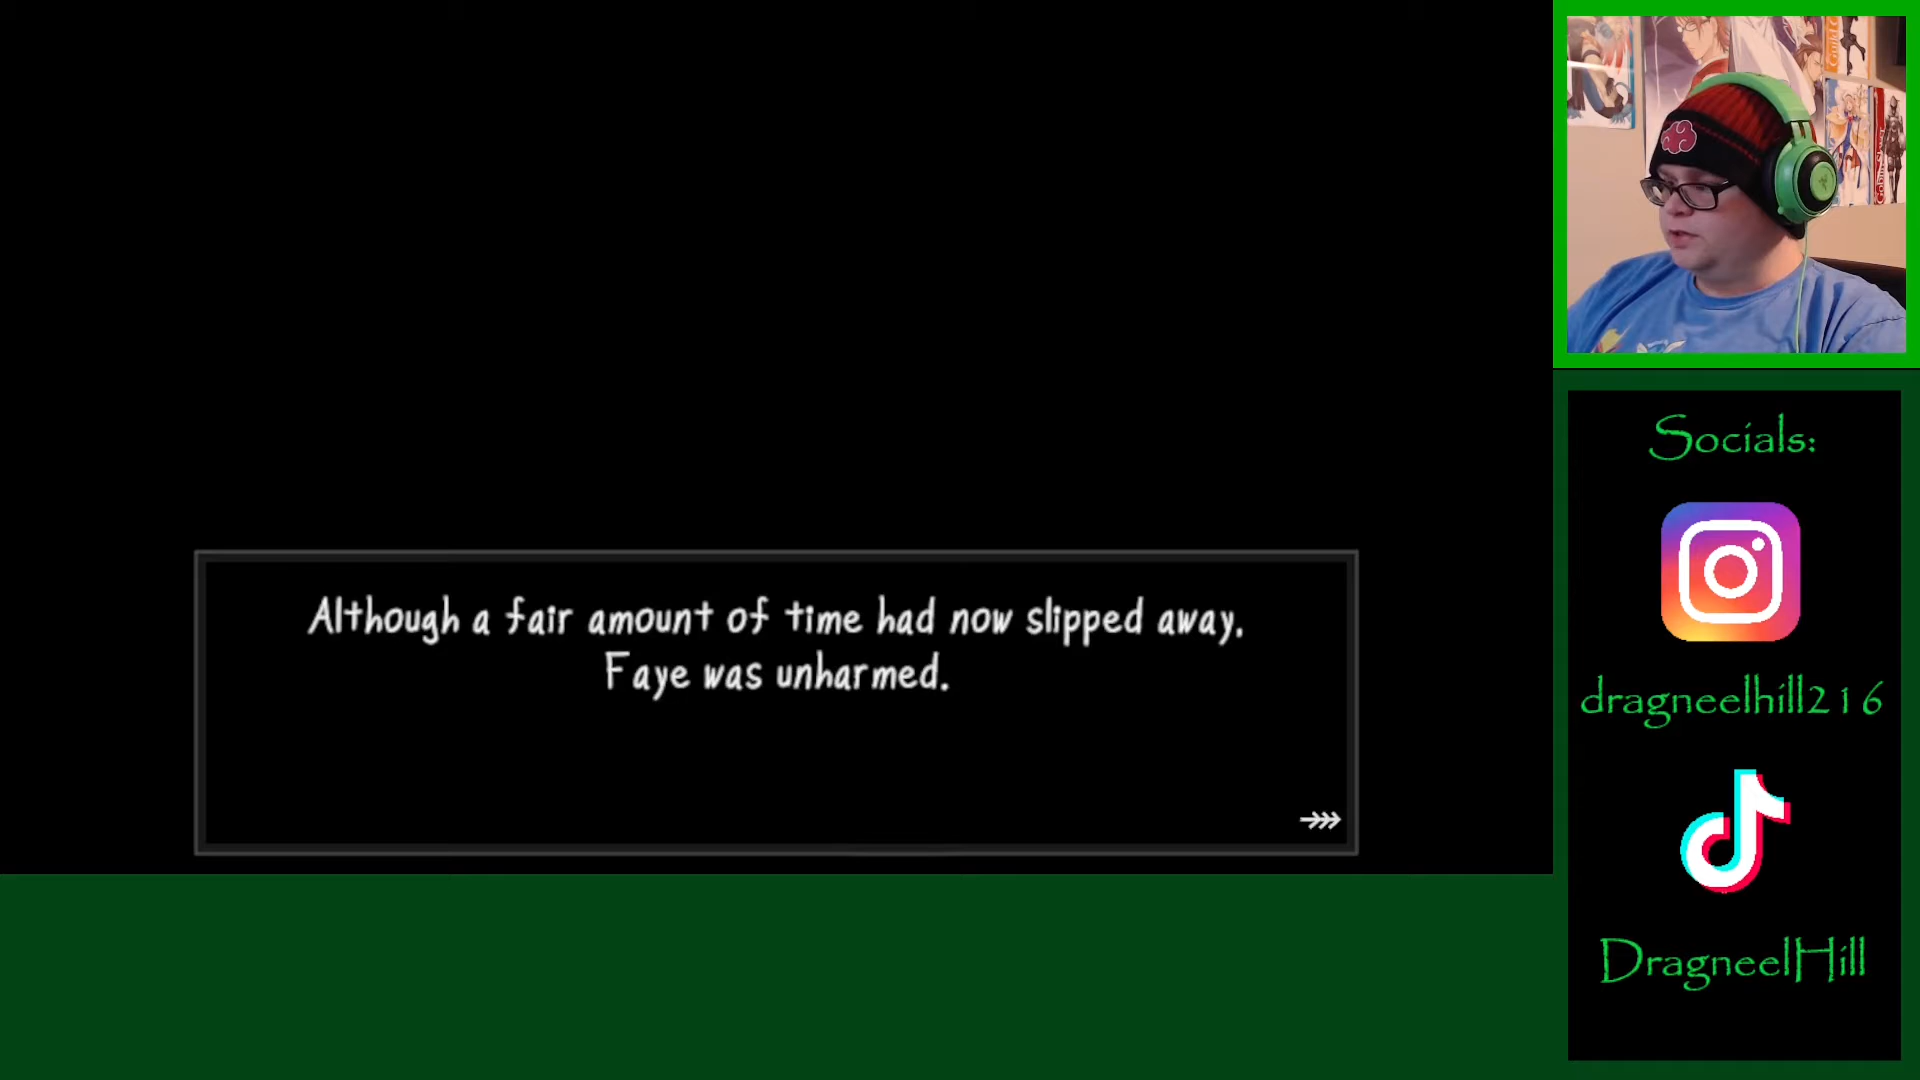 Although a fair amount of time had now slipped away,
Faye was unharmed.
Socials:
dragneelhill216
DragneelHill